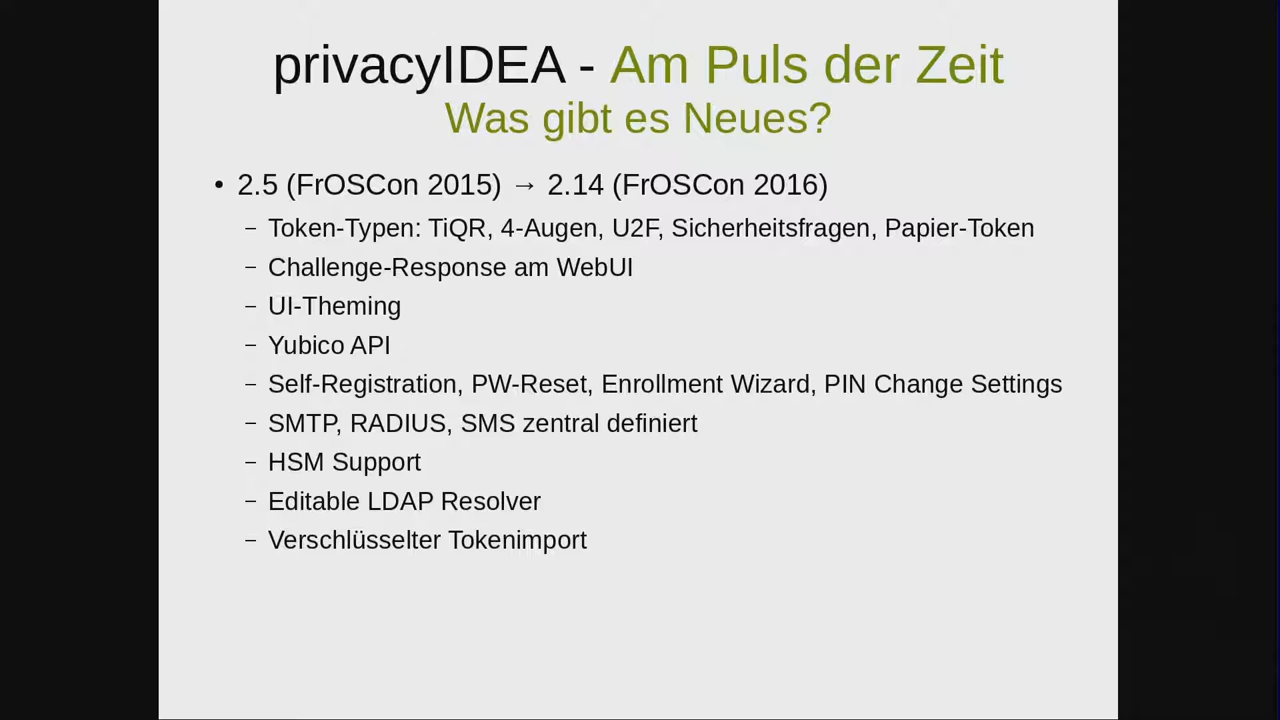 privacyIDEA - Am Puls der Zeit
Was gibt es Neues?
• 2.5 (FrOSCon 2015) → 2.14 (FrOSCon 2016)
– Token-Typen: TiQR, 4-Augen, U2F, Sicherheitsfragen, Papier-Token
– Challenge-Response am WebUI
– UI-Theming
– Yubico API
– Self-Registration, PW-Reset, Enrollment Wizard, PIN Change Settings
– SMTP, RADIUS, SMS zentral definiert
– HSM Support
– Editable LDAP Resolver
– Verschlüsselter Tokenimport